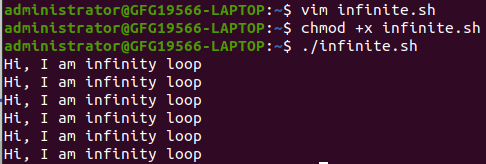 administrator@GFG19566-LAPTOP:~$ vim infinite.sh
administrator@GFG19566-LAPTOP:~$ chmod +x infinite.sh
administrator@GFG19566-LAPTOP:~$ ./infinite.sh
Hi, I am infinity loop
Hi, I am infinity loop
Hi, I am infinity loop
Hi, I am infinity loop
Hi, I am infinity loop
Hi, I am infinity loop